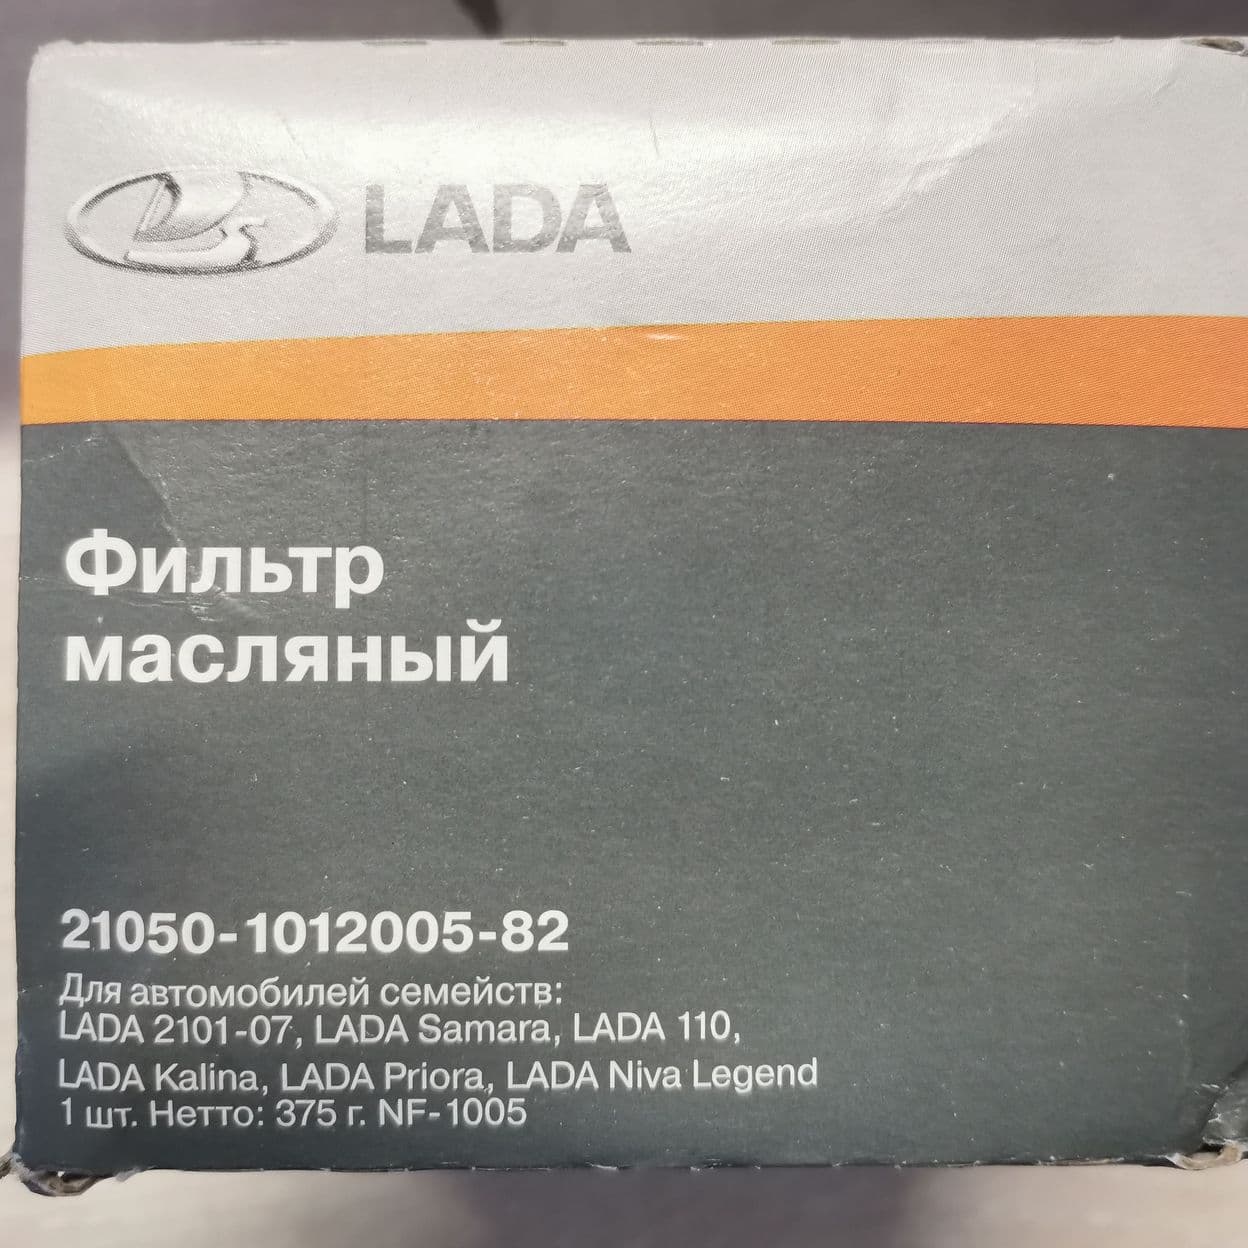 LADA
Фильтр
масляный
21050-1012005-82
Для автомобилей семейств:
LADA 2101-07, LADA Samara, LADA 110,
LADA Kalina, LADA Priora, LADA Niva Legend
1 шт. Нетто: 375 г. NF-1005